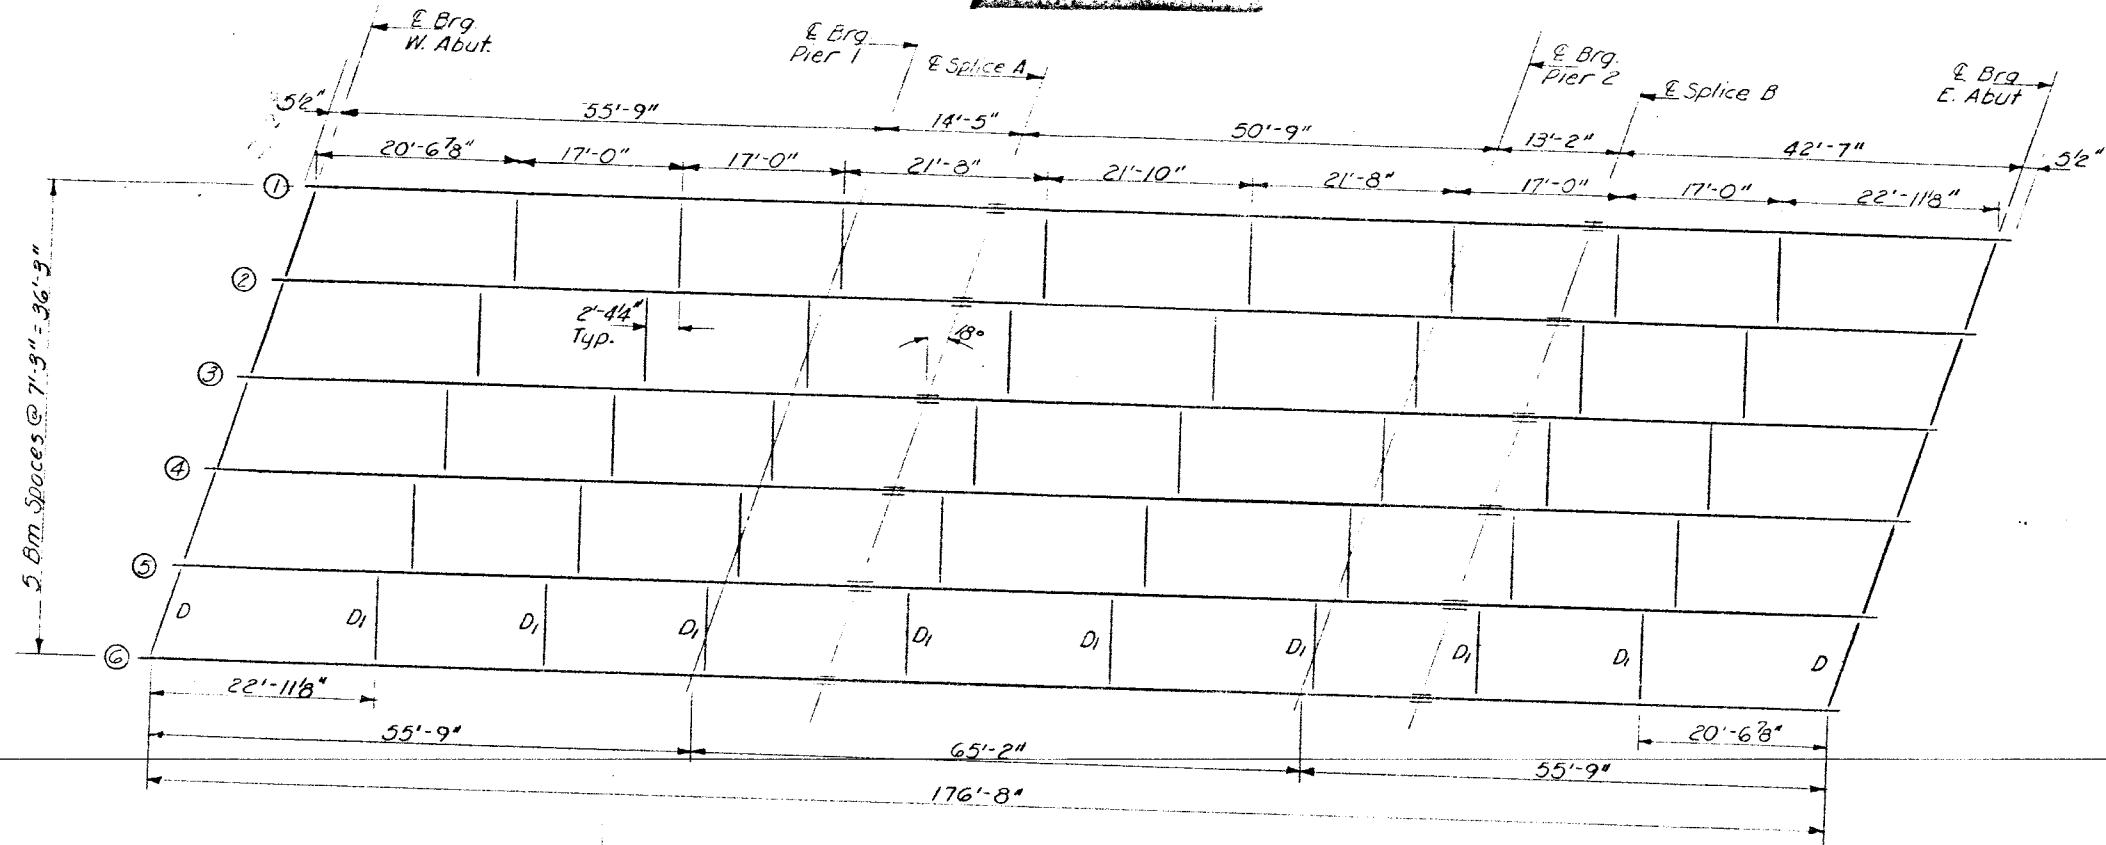 ℄ Brg.
W. Abut.
℄ Brg.
Pier 1
℄ Splice A
℄ Brg.
Pier 2
℄ Splice B
℄ Brg
E. Abut
5½"
55'-9"
14'-5"
50'-9"
13'-2"
42'-7"
5½"
20'-6⅞"
17'-0"
17'-0"
21'-8"
21'-10"
21'-8"
17'-0"
17'-0"
22'-11⅛"
①
②
③
④
⑤
⑥
5 Bm Spaces @ 7'-3" = 36'-3"
2'-4¼"
Typ.
18°
D
D1
D1
D1
D1
D1
D1
D1
D1
D
22'-11⅛"
20'-6⅞"
55'-9"
65'-2"
55'-9"
176'-8"